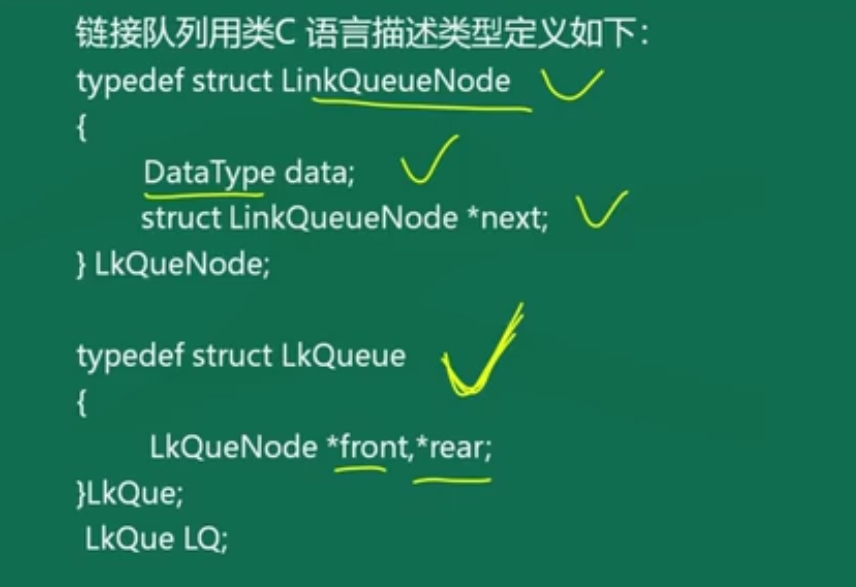 链接队列用类C 语言描述类型定义如下：
typedef struct LinkQueueNode
{
DataType data;
struct LinkQueueNode *next;
} LkQueNode;
typedef struct LkQueue
{
LkQueNode *front,*rear;
}LkQue;
LkQue LQ;